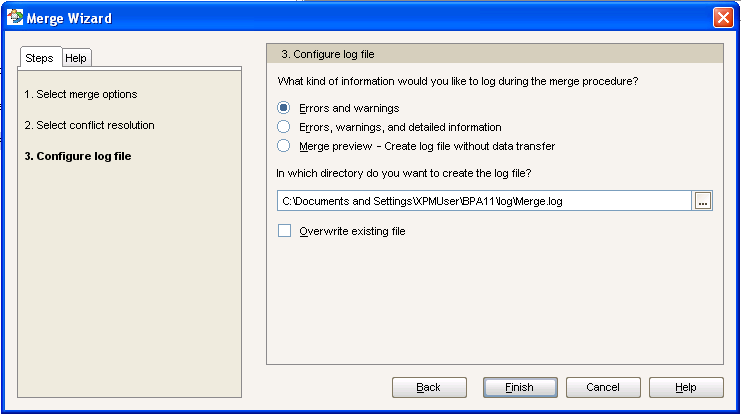 Merge Wizard
Steps
Help
1. Select merge options
2. Select conflict resolution
3. Configure log file
3. Configure log file
What kind of information would you like to log during the merge procedure?
Errors and warnings
Errors, warnings, and detailed information
Merge preview - Create log file without data transfer
In which directory do you want to create the log file?
C:\Documents and Settings\XPMUser\BPA11\log\Merge.log
...
Overwrite existing file
Back
Finish
Cancel
Help